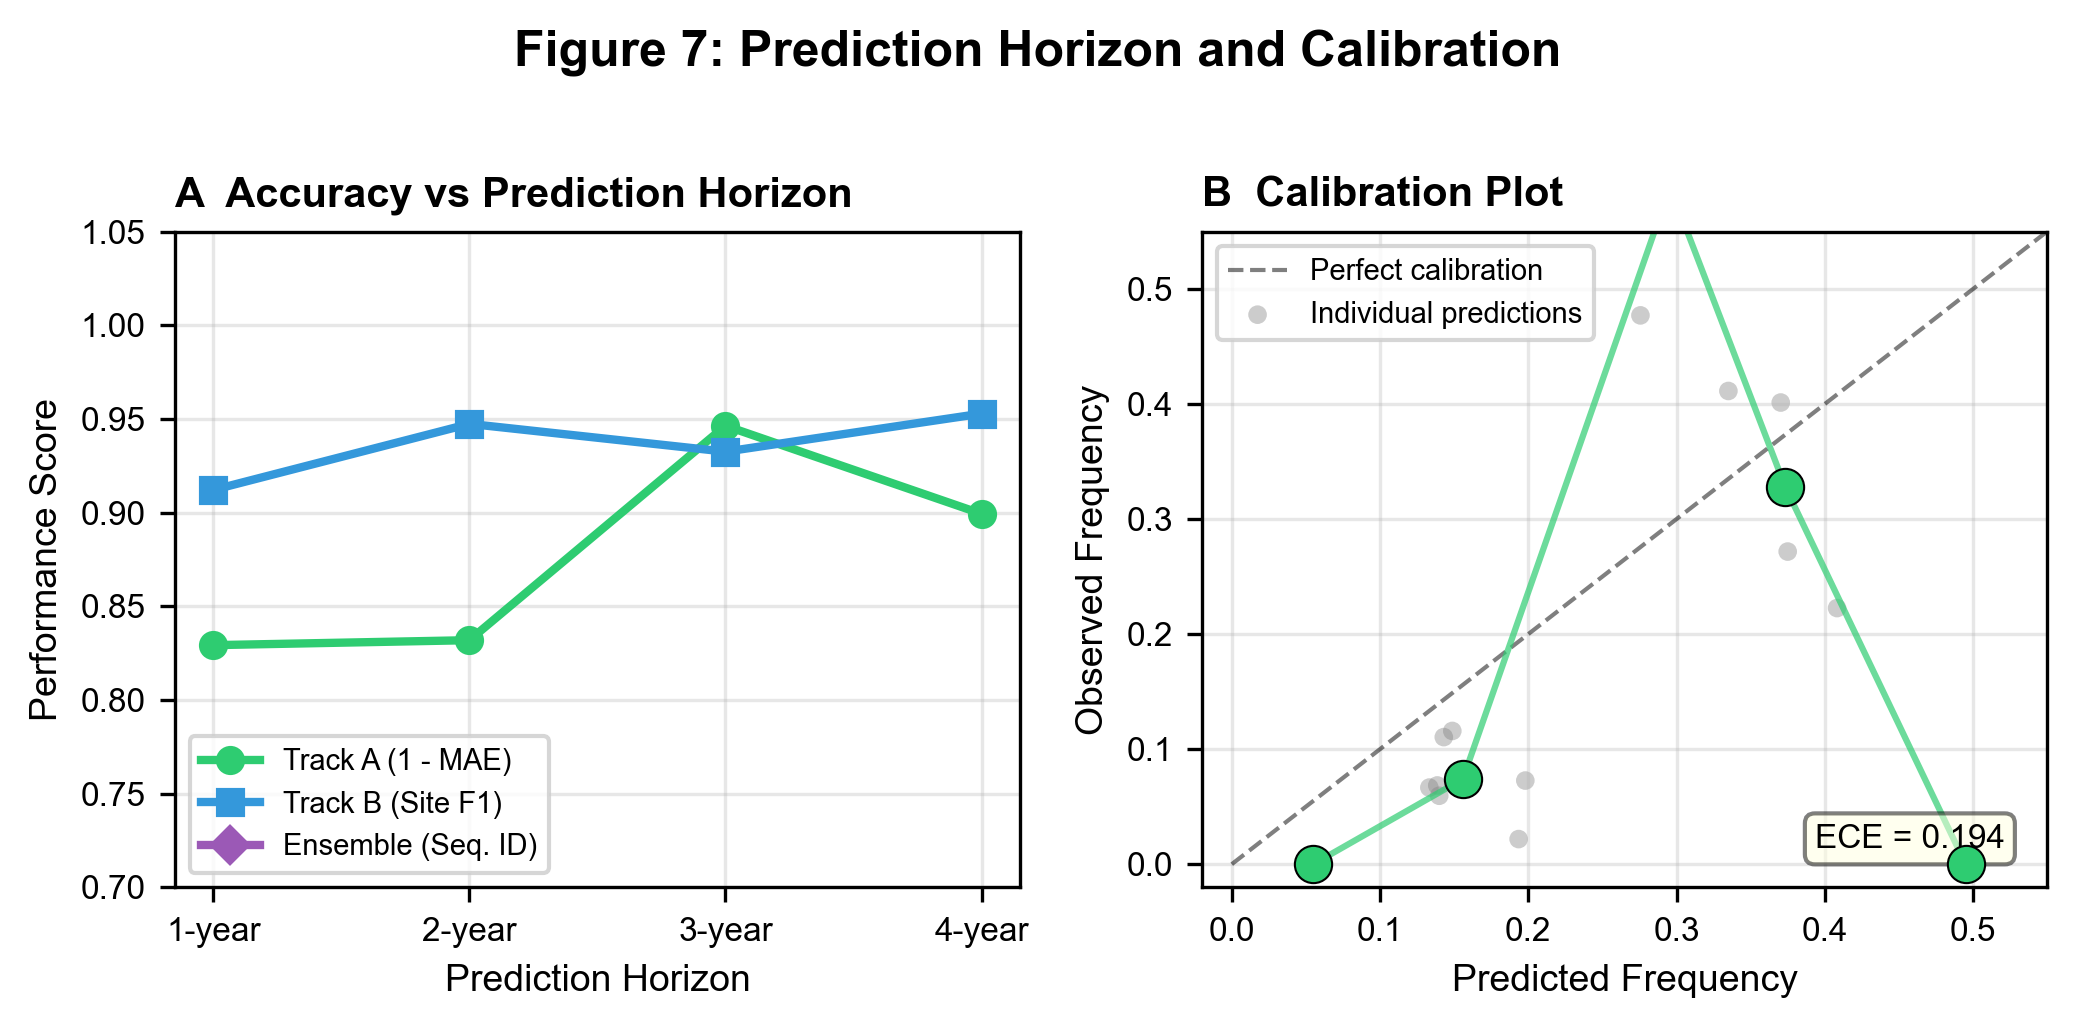 Figure 7: Prediction Horizon and Calibration
A Accuracy vs Prediction Horizon
1.05
1.00
0.95
0.90
0.85
0.80
0.75
0.70
Performance Score
Track A (1 - MAE)
Track B (Site F1)
Ensemble (Seq. ID)
1-year
2-year
3-year
4-year
Prediction Horizon
B Calibration Plot
Perfect calibration
Individual predictions
0.5
0.4
0.3
0.2
0.1
0.0
Observed Frequency
ECE = 0.194
0.0
0.1
0.2
0.3
0.4
0.5
Predicted Frequency